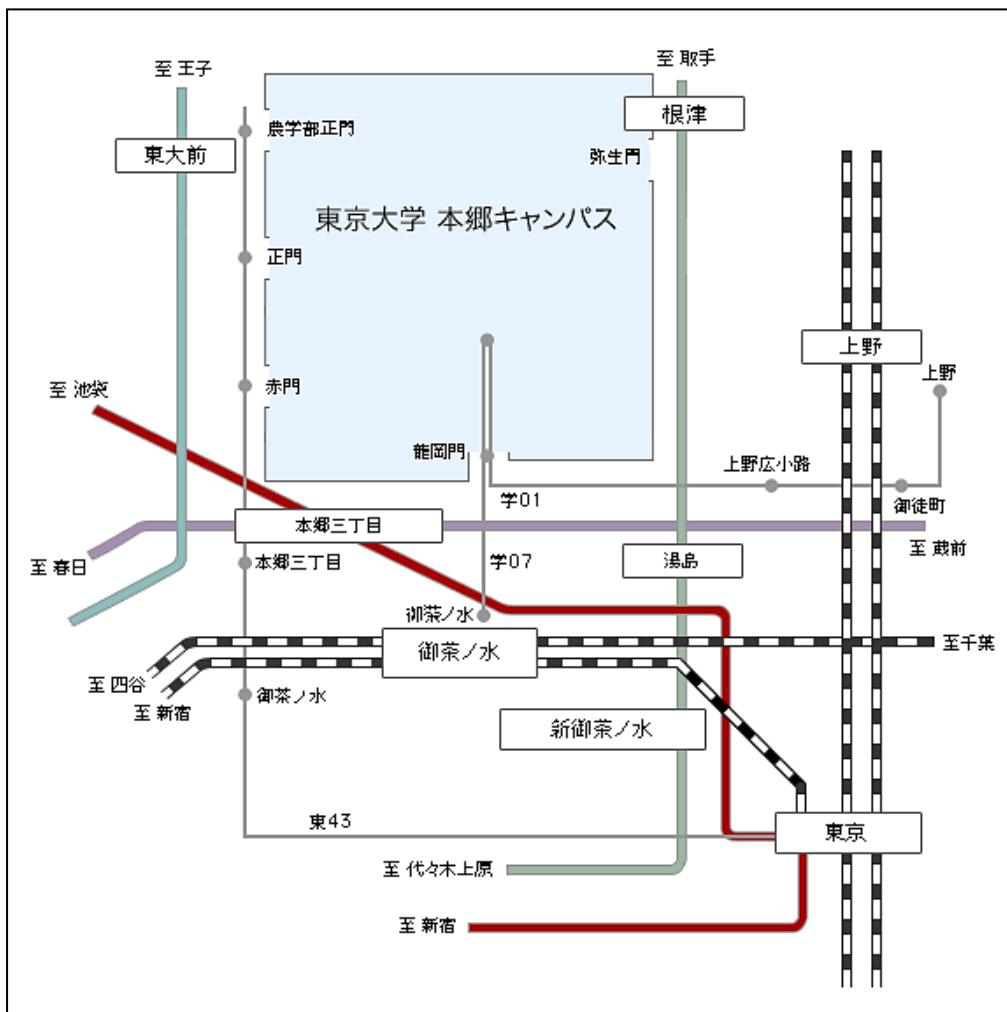 至 王子
至 取手
根津
農学部正門
東大前
弥生門
東京大学 本郷キャンパス
正門
上野
上野
至 池袋
赤門
龍岡門
上野広小路
学01
御徒町
本郷三丁目
至 蔵前
至 春日
本郷三丁目
学07
湯島
御茶ノ水
御茶ノ水
至千葉
至 四谷
至 新宿
御茶ノ水
新御茶ノ水
東43
東京
至 代々木上原
至 新宿